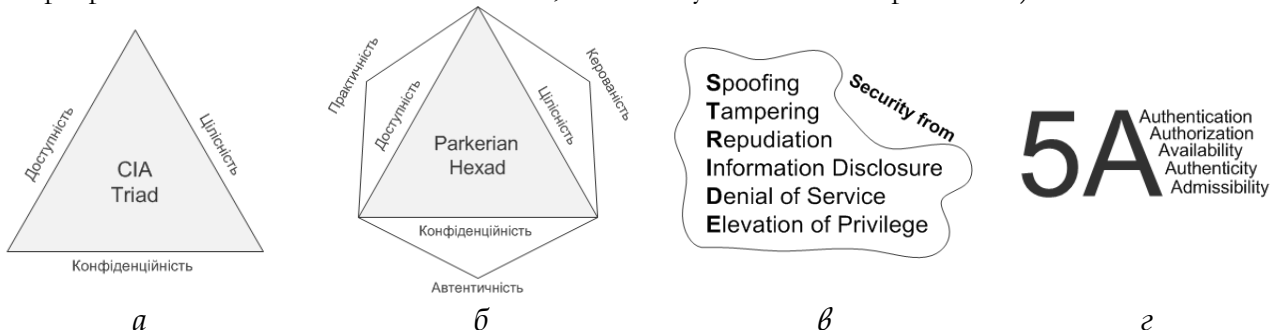 Доступність
Цілісність
CIA
Triad
Конфіденційність
а
Практичність
Керованість
Доступність
Цілісність
Parkerian
Hexad
Конфіденційність
Автентичність
б
Spoofing
Tampering
Repudiation
Information Disclosure
Denial of Service
Elevation of Privilege
Security from
в
5A
Authentication
Authorization
Availability
Authenticity
Admissibility
г